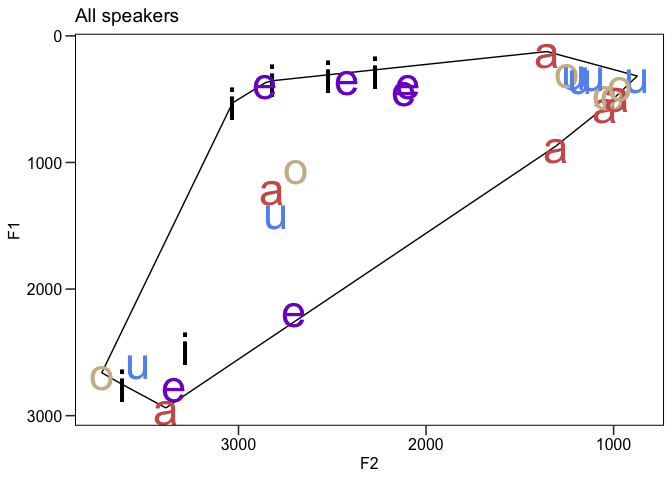 All speakers
0
a
o u u u u
i e i i e i e e
o o o
a a a
1000
a
o
a
u
F1
2000
e
i
u
o i e
a
3000
3000 2000 1000
F2